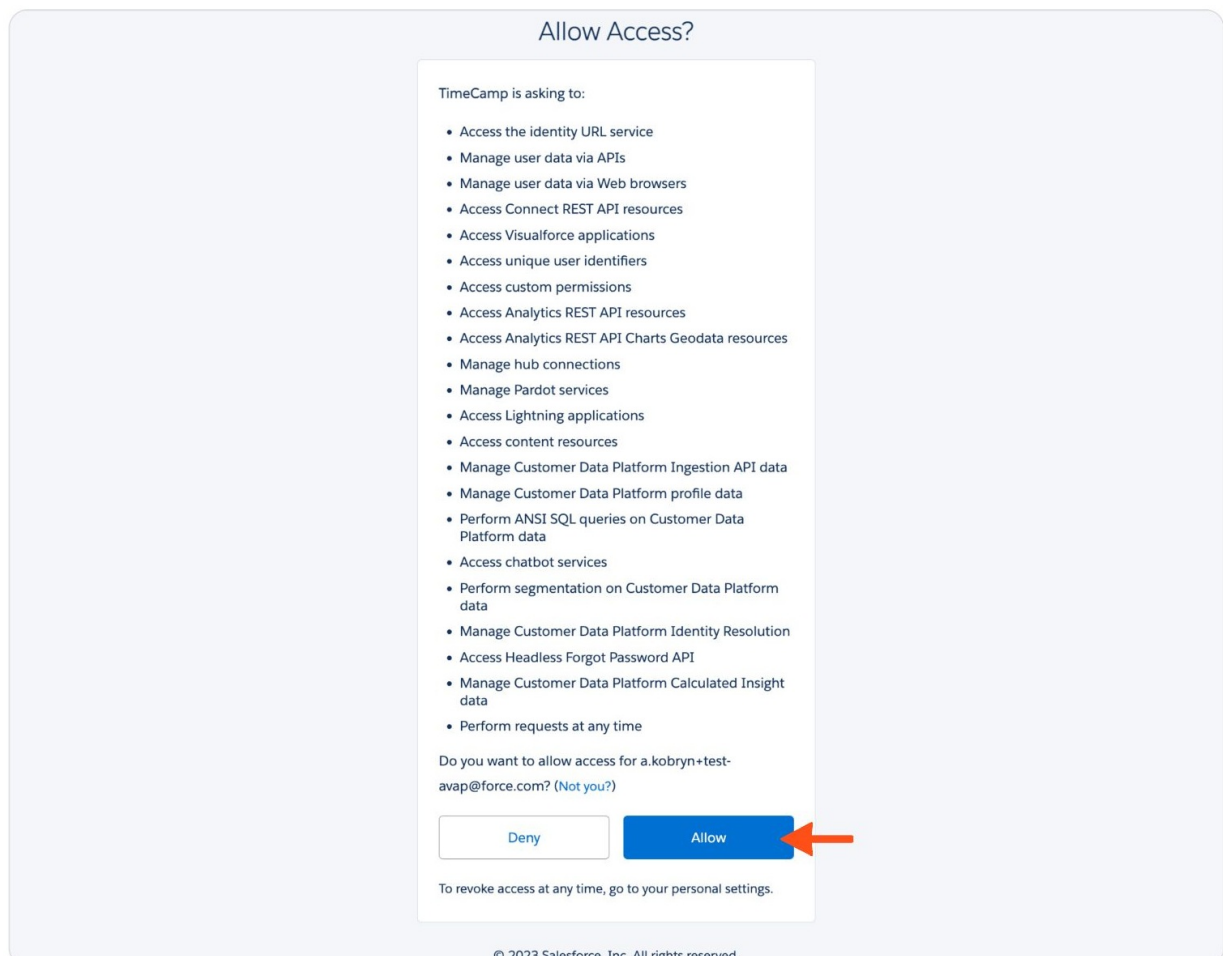 Allow Access?
TimeCamp is asking to:
• Access the identity URL service
• Manage user data via APIs
• Manage user data via Web browsers
• Access Connect REST API resources
• Access Visualforce applications
• Access unique user identifiers
• Access custom permissions
• Access Analytics REST API resources
• Access Analytics REST API Charts Geodata resources
• Manage hub connections
• Manage Pardot services
• Access Lightning applications
• Access content resources
• Manage Customer Data Platform Ingestion API data
• Manage Customer Data Platform profile data
• Perform ANSI SQL queries on Customer Data
Platform data
• Access chatbot services
• Perform segmentation on Customer Data Platform
data
• Manage Customer Data Platform Identity Resolution
• Access Headless Forgot Password API
• Manage Customer Data Platform Calculated Insight
data
• Perform requests at any time
Do you want to allow access for a.kobryn+test-
avap@force.com? (Not you?)
Deny
Allow
To revoke access at any time, go to your personal settings.
© 2023 Salesforce, Inc. All rights reserved.